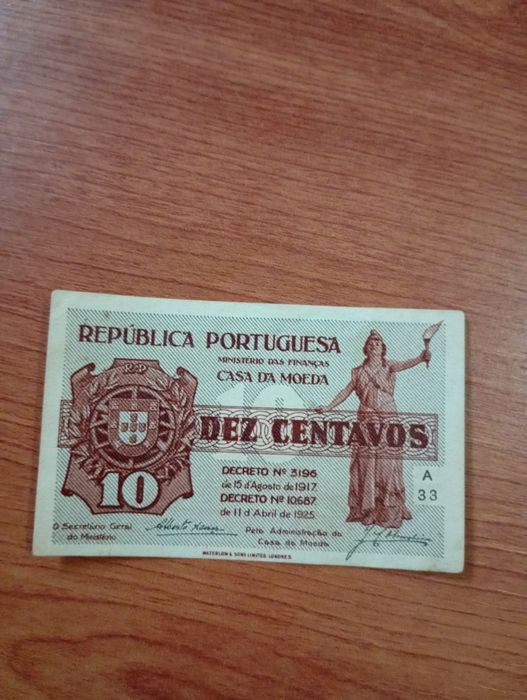 REPÚBLICA PORTUGUESA
MINISTÉRIO DAS FINANÇAS
CASA DA MOEDA
R P
10
DEZ CENTAVOS
10
DECRETO Nº 3196
de 15 d'Agosto de 1917
DECRETO Nº 10687
de 11 d'Abril de 1925
A
33
O Secretário Geral
do Ministério
Pela Administração da
Casa da Moeda
WATERLOW & SONS LIMITED, LONDRES.